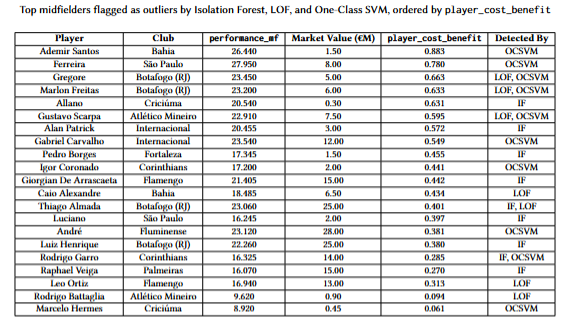 Top midfielders flagged as outliers by Isolation Forest, LOF, and One-Class SVM, ordered by player_cost_benefit
Player Club performance_mf Market Value (€M) player_cost_benefit Detected By
Ademir Santos Bahia 26.440 1.50 0.883 OCSVM
Ferreira São Paulo 27.950 8.00 0.780 OCSVM
Gregore Botafogo (RJ) 23.450 5.00 0.663 LOF, OCSVM
Marlon Freitas Botafogo (RJ) 23.200 6.00 0.633 LOF, OCSVM
Allano Criciúma 20.540 0.30 0.631 IF
Gustavo Scarpa Atlético Mineiro 22.910 7.50 0.595 LOF, OCSVM
Alan Patrick Internacional 20.455 3.00 0.572 IF
Gabriel Carvalho Internacional 23.540 12.00 0.549 OCSVM
Pedro Borges Fortaleza 17.345 1.50 0.455 IF
Igor Coronado Corinthians 17.200 2.00 0.441 OCSVM
Giorgian De Arrascaeta Flamengo 21.405 15.00 0.442 IF
Caio Alexandre Bahia 18.485 6.50 0.434 LOF
Thiago Almada Botafogo (RJ) 23.060 25.00 0.401 IF, LOF
Luciano São Paulo 16.245 2.00 0.397 IF
André Fluminense 23.120 28.00 0.381 OCSVM
Luiz Henrique Botafogo (RJ) 22.260 25.00 0.380 IF
Rodrigo Garro Corinthians 16.325 14.00 0.285 IF, OCSVM
Raphael Veiga Palmeiras 16.070 15.00 0.270 IF
Leo Ortiz Flamengo 16.940 13.00 0.313 LOF
Rodrigo Battaglia Atlético Mineiro 9.620 0.90 0.094 LOF
Marcelo Hermes Criciúma 8.920 0.45 0.061 OCSVM